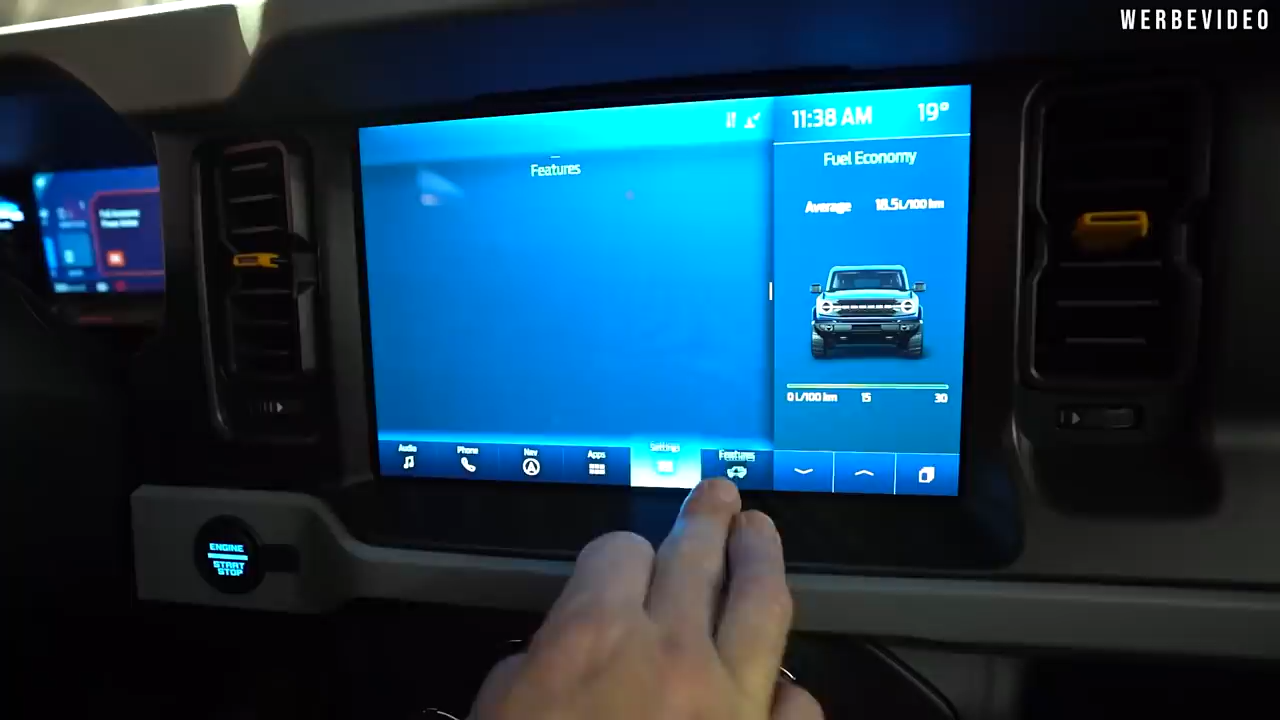 WERBEVIDEO
11:38 AM 19°
Features
Fuel Economy
Average 18.5 L/100 km
0 L/100 km 15 30
Audio
Phone
Nav
Apps
Settings
Features
ENGINE
START
STOP